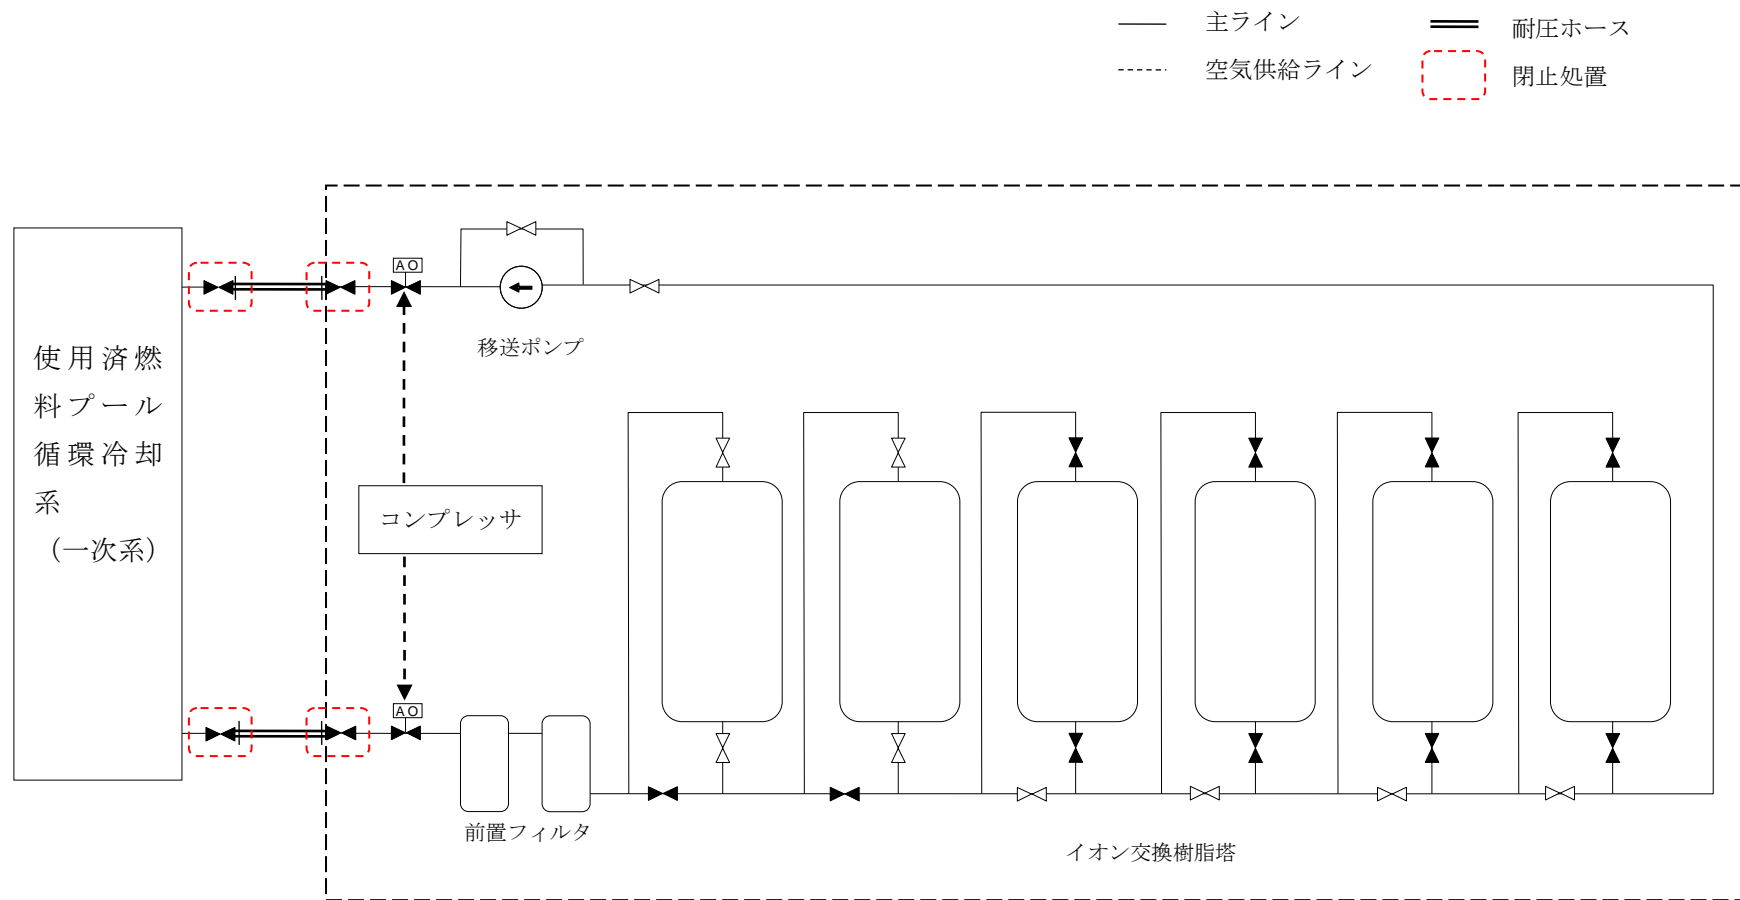 主ライン
耐圧ホース
空気供給ライン
閉止処置
AO
移送ポンプ
使用済燃
料プール
循環冷却
系
（一次系）
コンプレッサ
AO
前置フィルタ
イオン交換樹脂塔